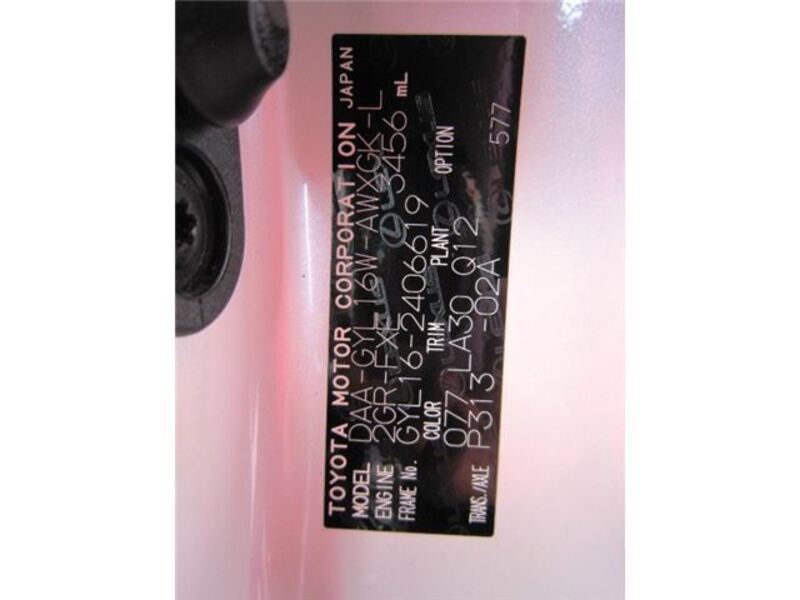 TOYOTA MOTOR CORPORATION JAPAN
MODEL DAA-GYL16W-AWXGK-L
ENGINE 2GR-FXE 3456 mL
FRAME No. GYL16-2406619
COLOR TRIM PLANT OPTION
077 LA30 Q12
TRANS./AXLE P313 -02A 577